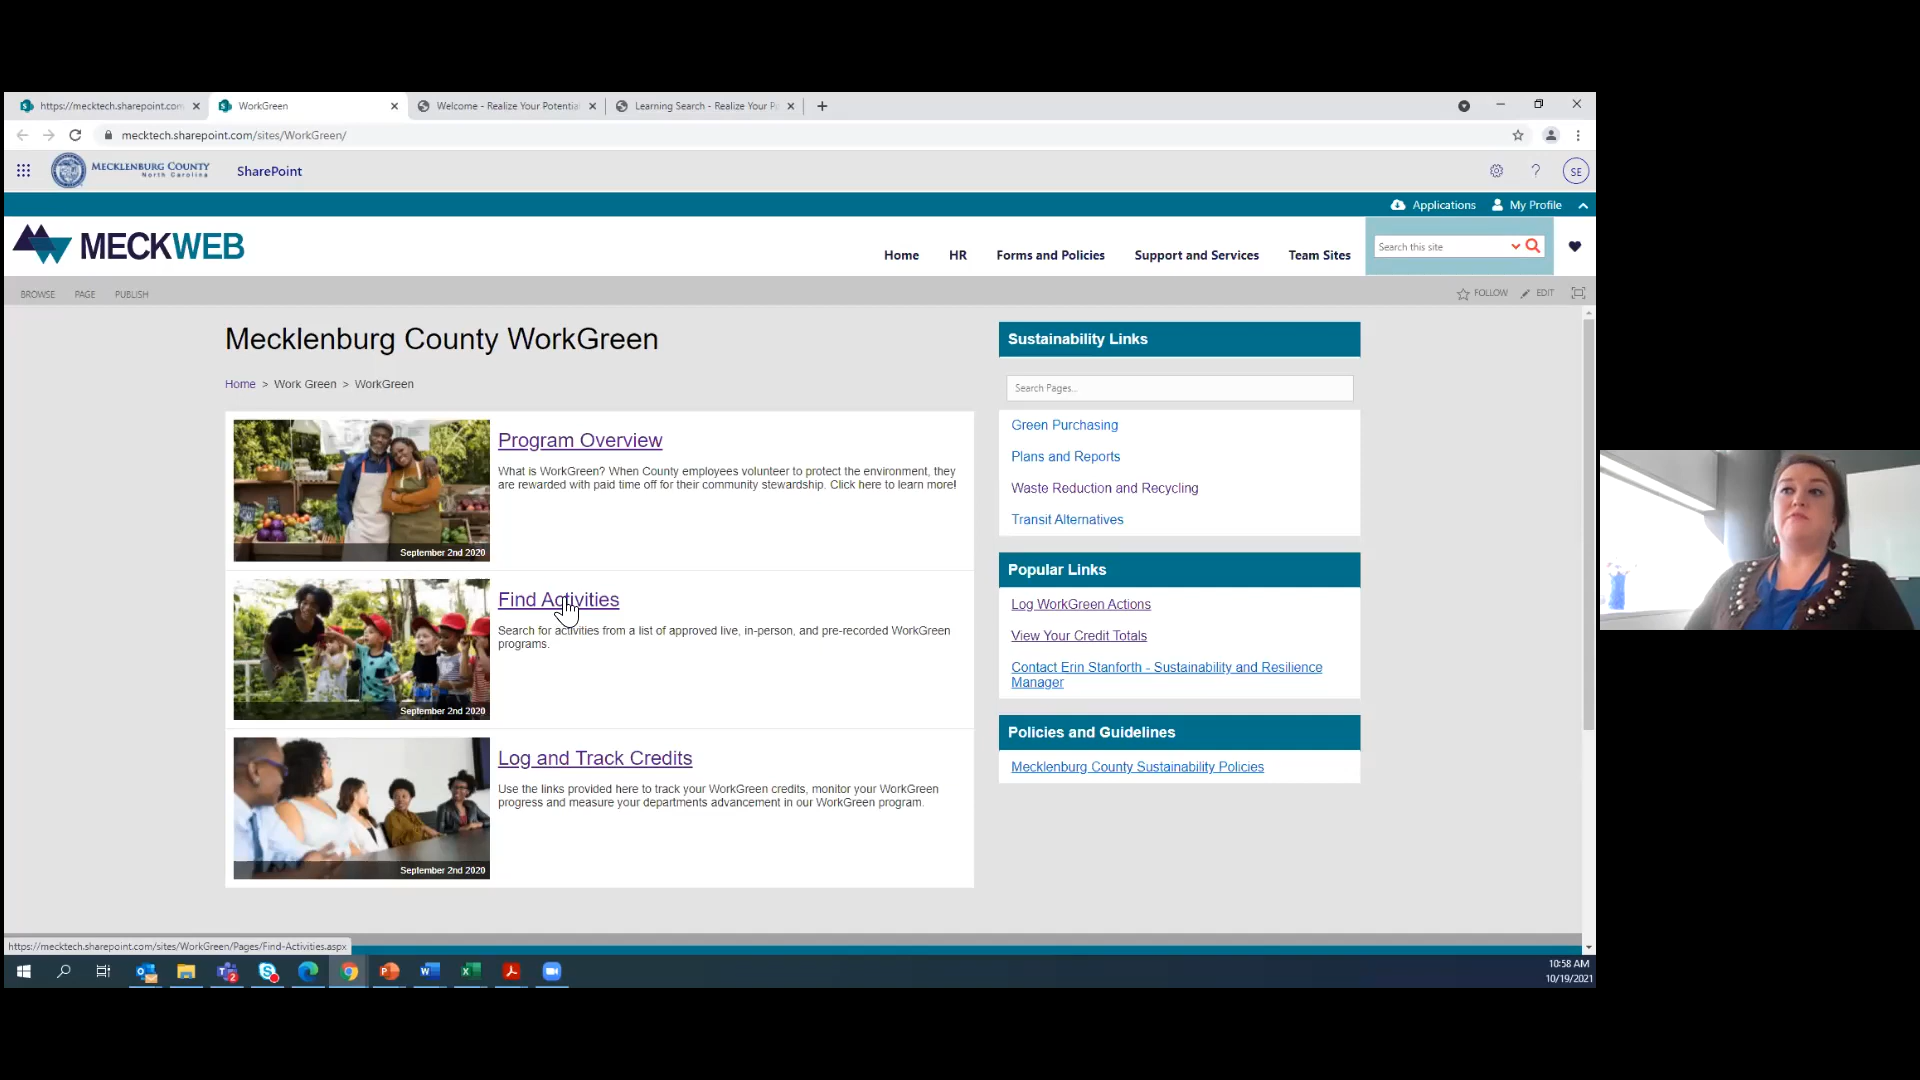 https://mecktech.sharepoint.com
WorkGreen
Welcome - Realize Your Potential
Learning Search - Realize Your P
mecktech.sharepoint.com/sites/WorkGreen/
MECKLENBURG COUNTY
North Carolina
SharePoint
SE
Applications
My Profile
MECKWEB
Home
HR
Forms and Policies
Support and Services
Team Sites
Search this site
BROWSE
PAGE
PUBLISH
FOLLOW
EDIT
Mecklenburg County WorkGreen
Home > Work Green > WorkGreen
September 2nd 2020
Program Overview
What is WorkGreen? When County employees volunteer to protect the environment, they
are rewarded with paid time off for their community stewardship. Click here to learn more!
September 2nd 2020
Find Activities
Search for activities from a list of approved live, in-person, and pre-recorded WorkGreen
programs.
September 2nd 2020
Log and Track Credits
Use the links provided here to track your WorkGreen credits, monitor your WorkGreen
progress and measure your departments advancement in our WorkGreen program.
Sustainability Links
Search Pages...
Green Purchasing
Plans and Reports
Waste Reduction and Recycling
Transit Alternatives
Popular Links
Log WorkGreen Actions
View Your Credit Totals
Contact Erin Stanforth - Sustainability and Resilience
Manager
Policies and Guidelines
Mecklenburg County Sustainability Policies
https://mecktech.sharepoint.com/sites/WorkGreen/Pages/Find-Activities.aspx
10:58 AM
10/19/2021